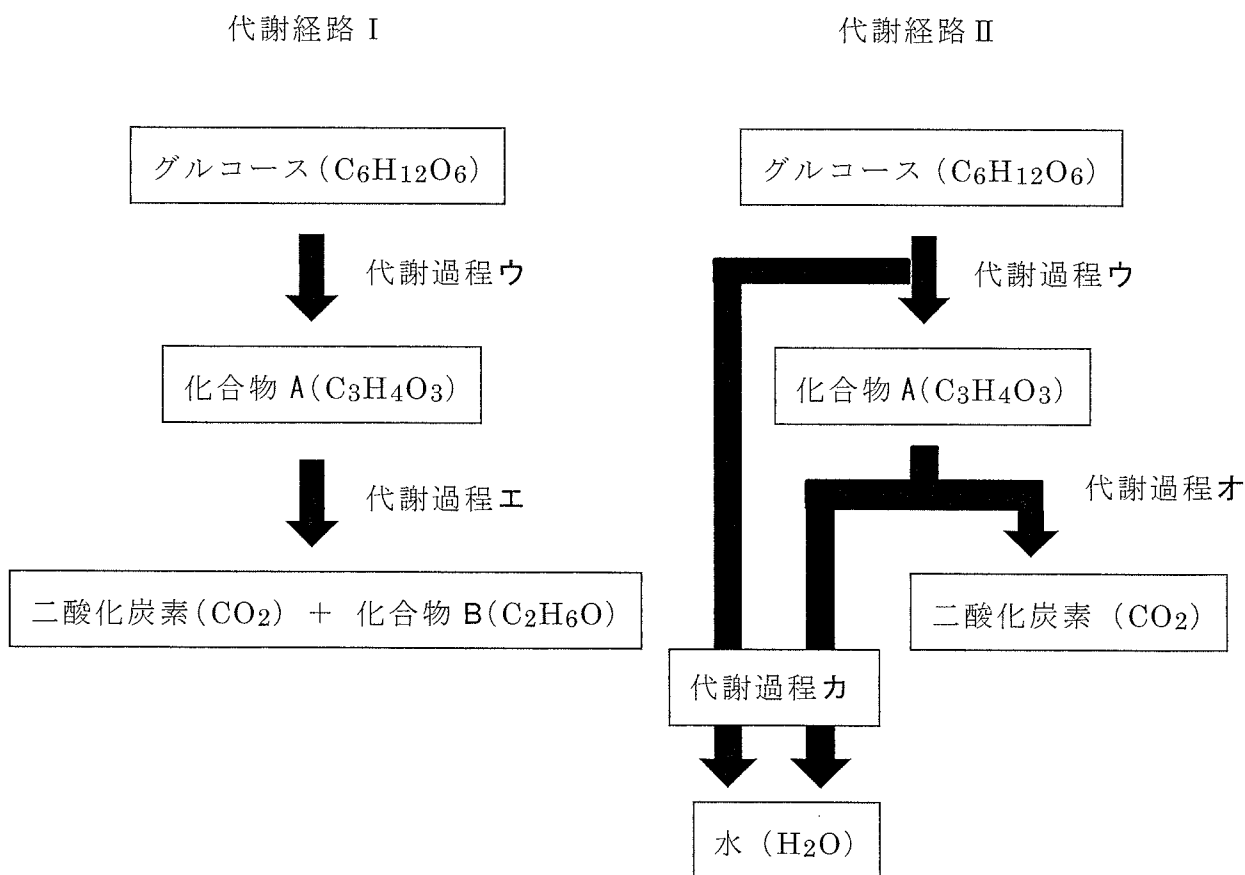 代謝経路Ⅰ
グルコース(C6H12O6)
代謝過程ウ
化合物 A(C3H4O3)
代謝過程エ
二酸化炭素(CO2) + 化合物 B(C2H6O)
代謝経路Ⅱ
グルコース (C6H12O6)
代謝過程ウ
化合物 A(C3H4O3)
代謝過程オ
二酸化炭素 (CO2)
代謝過程カ
水 (H2O)